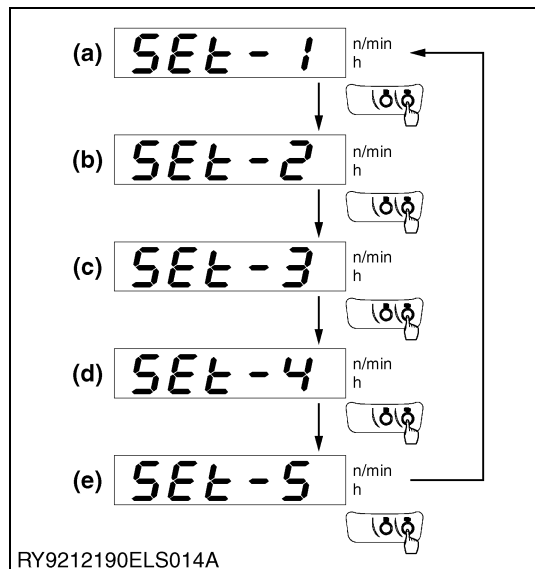 (a) SEt-1 n/min
h
(b) SEt-2 n/min
h
(c) SEt-3 n/min
h
(d) SEt-4 n/min
h
(e) SEt-5 n/min
h
RY9212190ELS014A